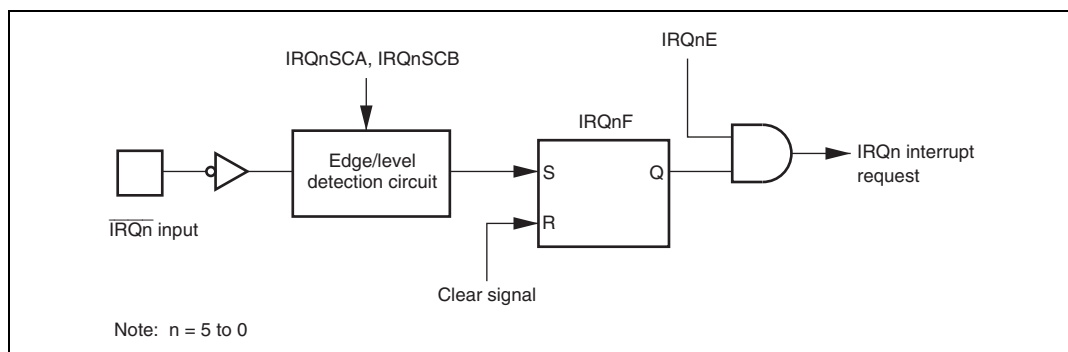 IRQnE
IRQnSCA, IRQnSCB
IRQnF
Edge/level
detection circuit
S
Q
IRQn interrupt
request
IRQn input
R
Clear signal
Note: n = 5 to 0